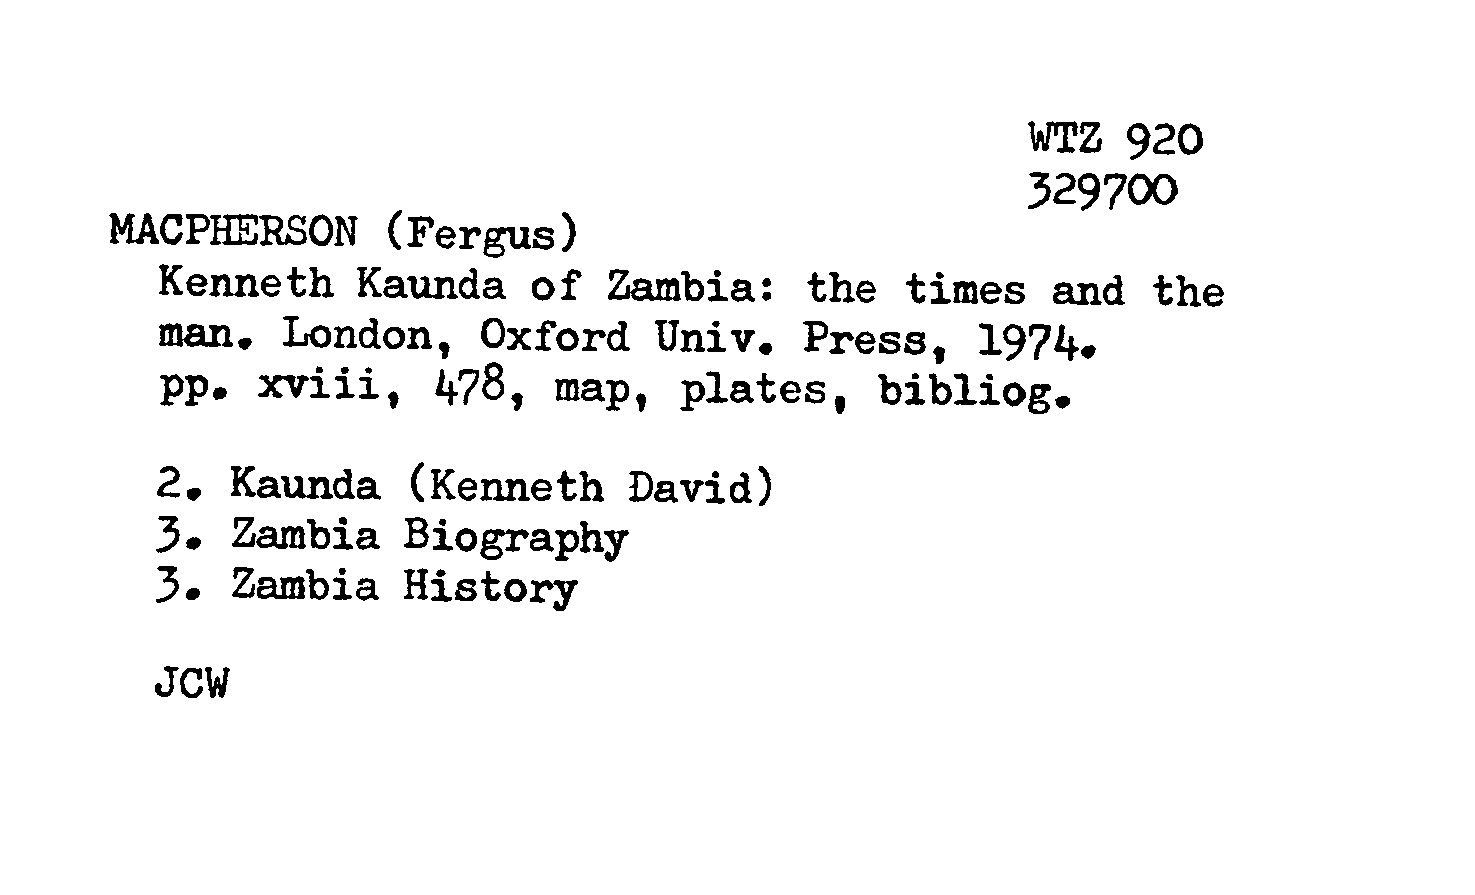 WTZ 920
329700
MACPHERSON (Fergus)
Kenneth Kaunda of Zambia: the times and the
man. London, Oxford Univ. Press, 1974.
pp. xviii, 478, map, plates, bibliog.
2. Kaunda (Kenneth David)
3. Zambia Biography
3. Zambia History
JCW